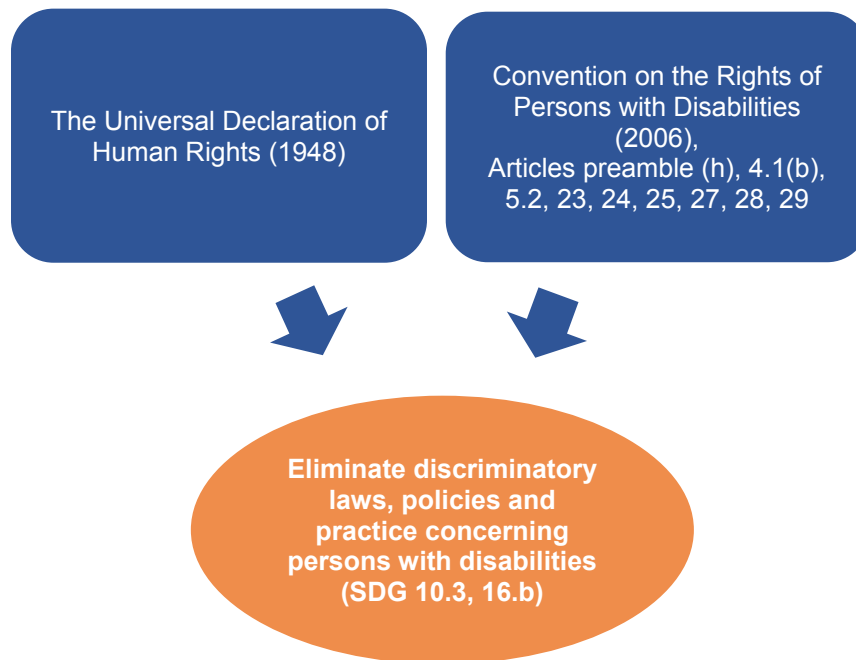 The Universal Declaration of
Human Rights (1948)
Convention on the Rights of
Persons with Disabilities
(2006),
Articles preamble (h), 4.1(b),
5.2, 23, 24, 25, 27, 28, 29
Eliminate discriminatory
laws, policies and
practice concerning
persons with disabilities
(SDG 10.3, 16.b)